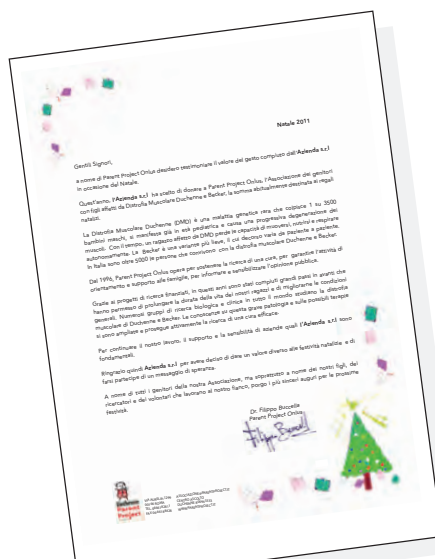 Natale 2011
Gentili Signori,
a nome di Parent Project Onlus desidero testimoniare il valore del gesto compiuto dall'Azienda s.r.l
in occasione del Natale.
Quest'anno, l'Azienda s.r.l ha scelto di donare a Parent Project Onlus, l'Associazione dei genitori
con figli affetti da Distrofia Muscolare Duchenne e Becker, la somma abitualmente destinata ai regali
natalizi.
La Distrofia Muscolare Duchenne (DMD) è una malattia genetica rara che colpisce 1 su 3500
bambini maschi, si manifesta già in età pediatrica e causa una progressiva degenerazione dei
muscoli. Con il tempo, un ragazzo affetto da DMD perde le capacità di muoversi, nutrirsi e respirare
autonomamente. La Becker è una variante più lieve, il cui decorso varia da paziente a paziente.
In Italia sono oltre 5000 le persone che convivono con la distrofia muscolare Duchenne e Becker.
Dal 1996, Parent Project Onlus opera per sostenere la ricerca di una cura, per garantire l'attività di
orientamento e supporto alle famiglie, per informare e sensibilizzare l'opinione pubblica.
Grazie ai progetti di ricerca finanziati, in questi anni sono stati compiuti grandi passi in avanti che
hanno permesso di prolungare la durata della vita dei nostri ragazzi e di migliorarne le condizioni
generali. Numerosi gruppi di ricerca biologica e clinica in tutto il mondo studiano la distrofia
muscolare di Duchenne e Becker. La conoscenza su questa grave patologia e sulle possibili terapie
si sono ampliate e prosegue attivamente la ricerca di una cura efficace.
Per continuare il nostro lavoro, il supporto e la sensibilità di aziende quali l'Azienda s.r.l sono
fondamentali.
Ringrazio quindi Azienda s.r.l per avere deciso di dare un valore diverso alle festività natalizie e di
farsi partecipe di un messaggio di speranza.
A nome di tutti i genitori della nostra Associazione, ma soprattutto a nome dei nostri figli, dei
ricercatori e dei volontari che lavorano al nostro fianco, porgo i più sinceri auguri per le prossime
festività.
Dr. Filippo Buccella
Parent Project Onlus
Filippo Buccella
Parent
Project